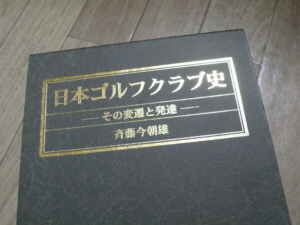 日本ゴルフクラブ史
—その変遷と発達—
斉藤今朝雄